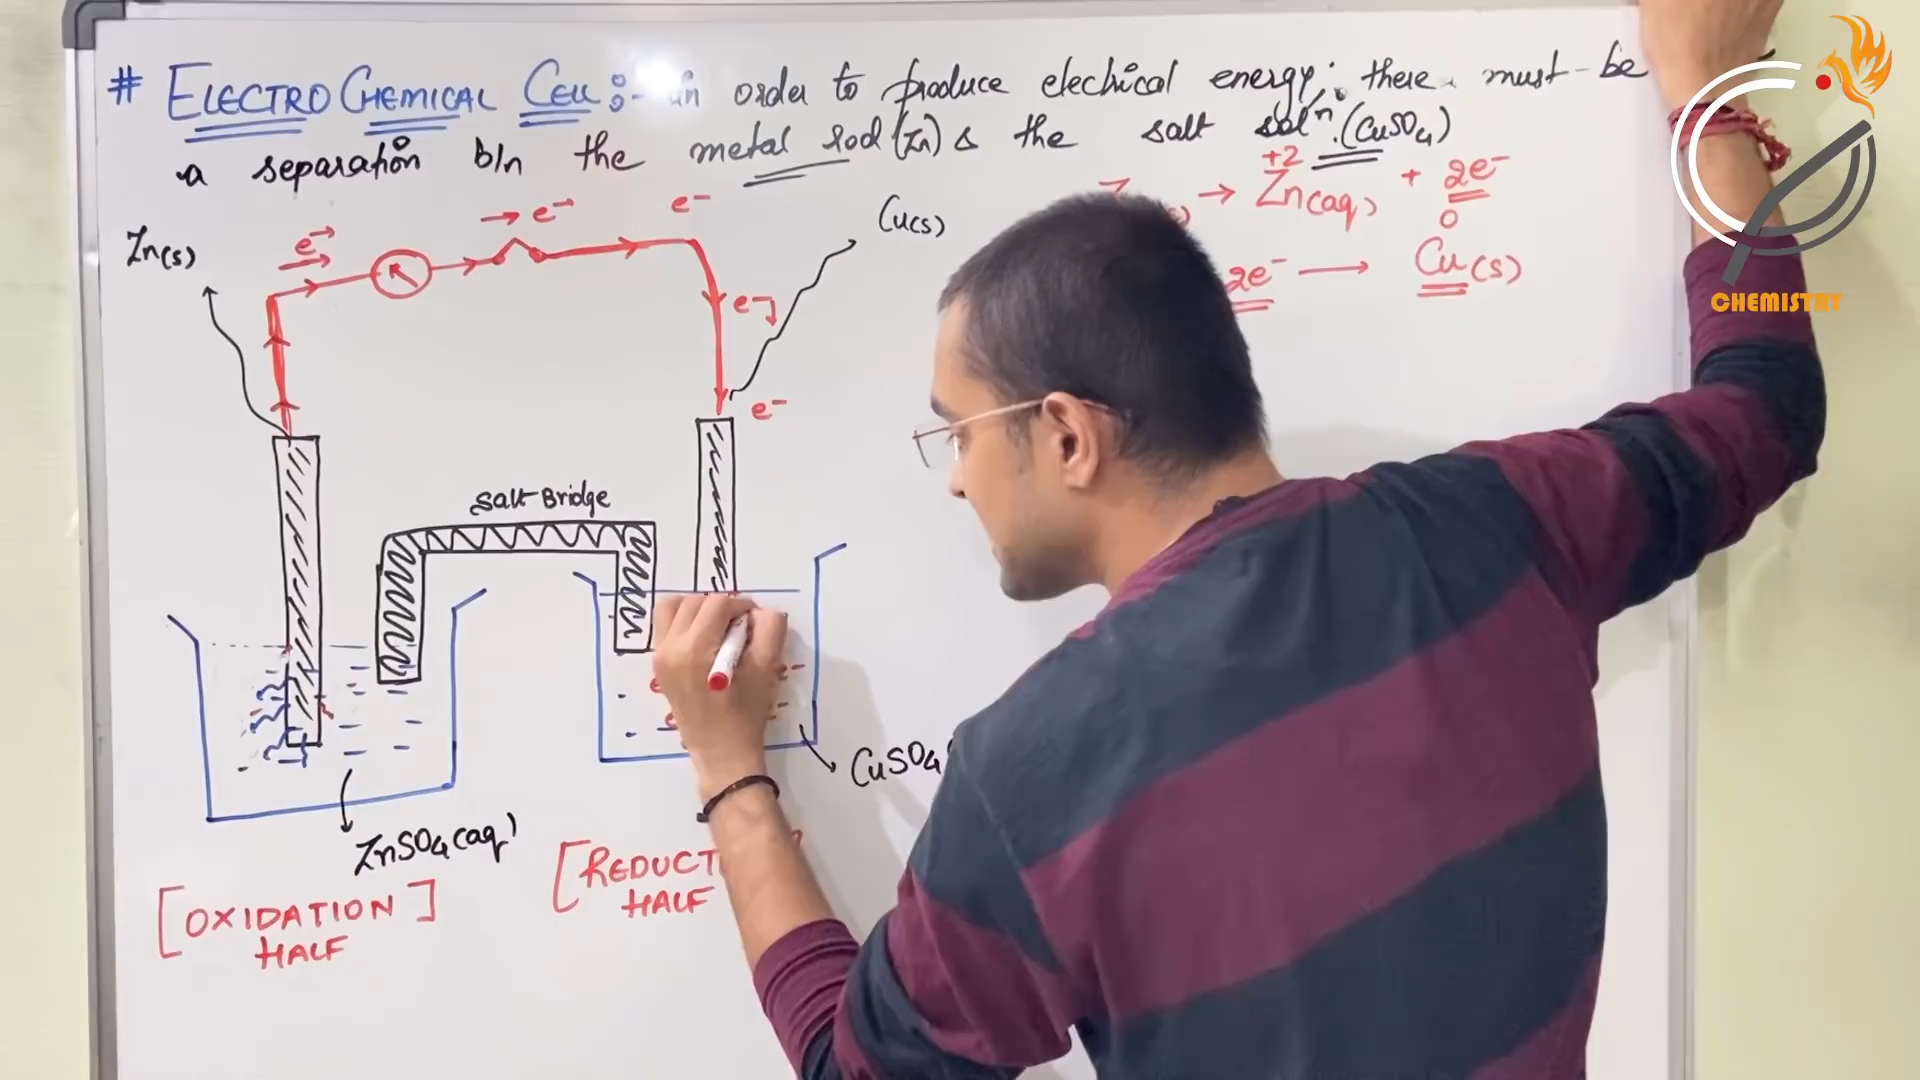 # ELECTROCHEMICAL CELL :- in order to produce electrical energy, there must be
a separation b/n the metal rod (Zn) & the salt solⁿ. (CuSO4)
+2
→ Zn(aq) + 2e-
0
2e- → Cu(s)
Zn(s)
e-
→ e-
e-
Cu(s)
e-
e-
Salt Bridge
e-
e
e
CuSO4
ZnSO4(aq)
[OXIDATION]
HALF
[REDUCT
HALF
CHEMISTRY